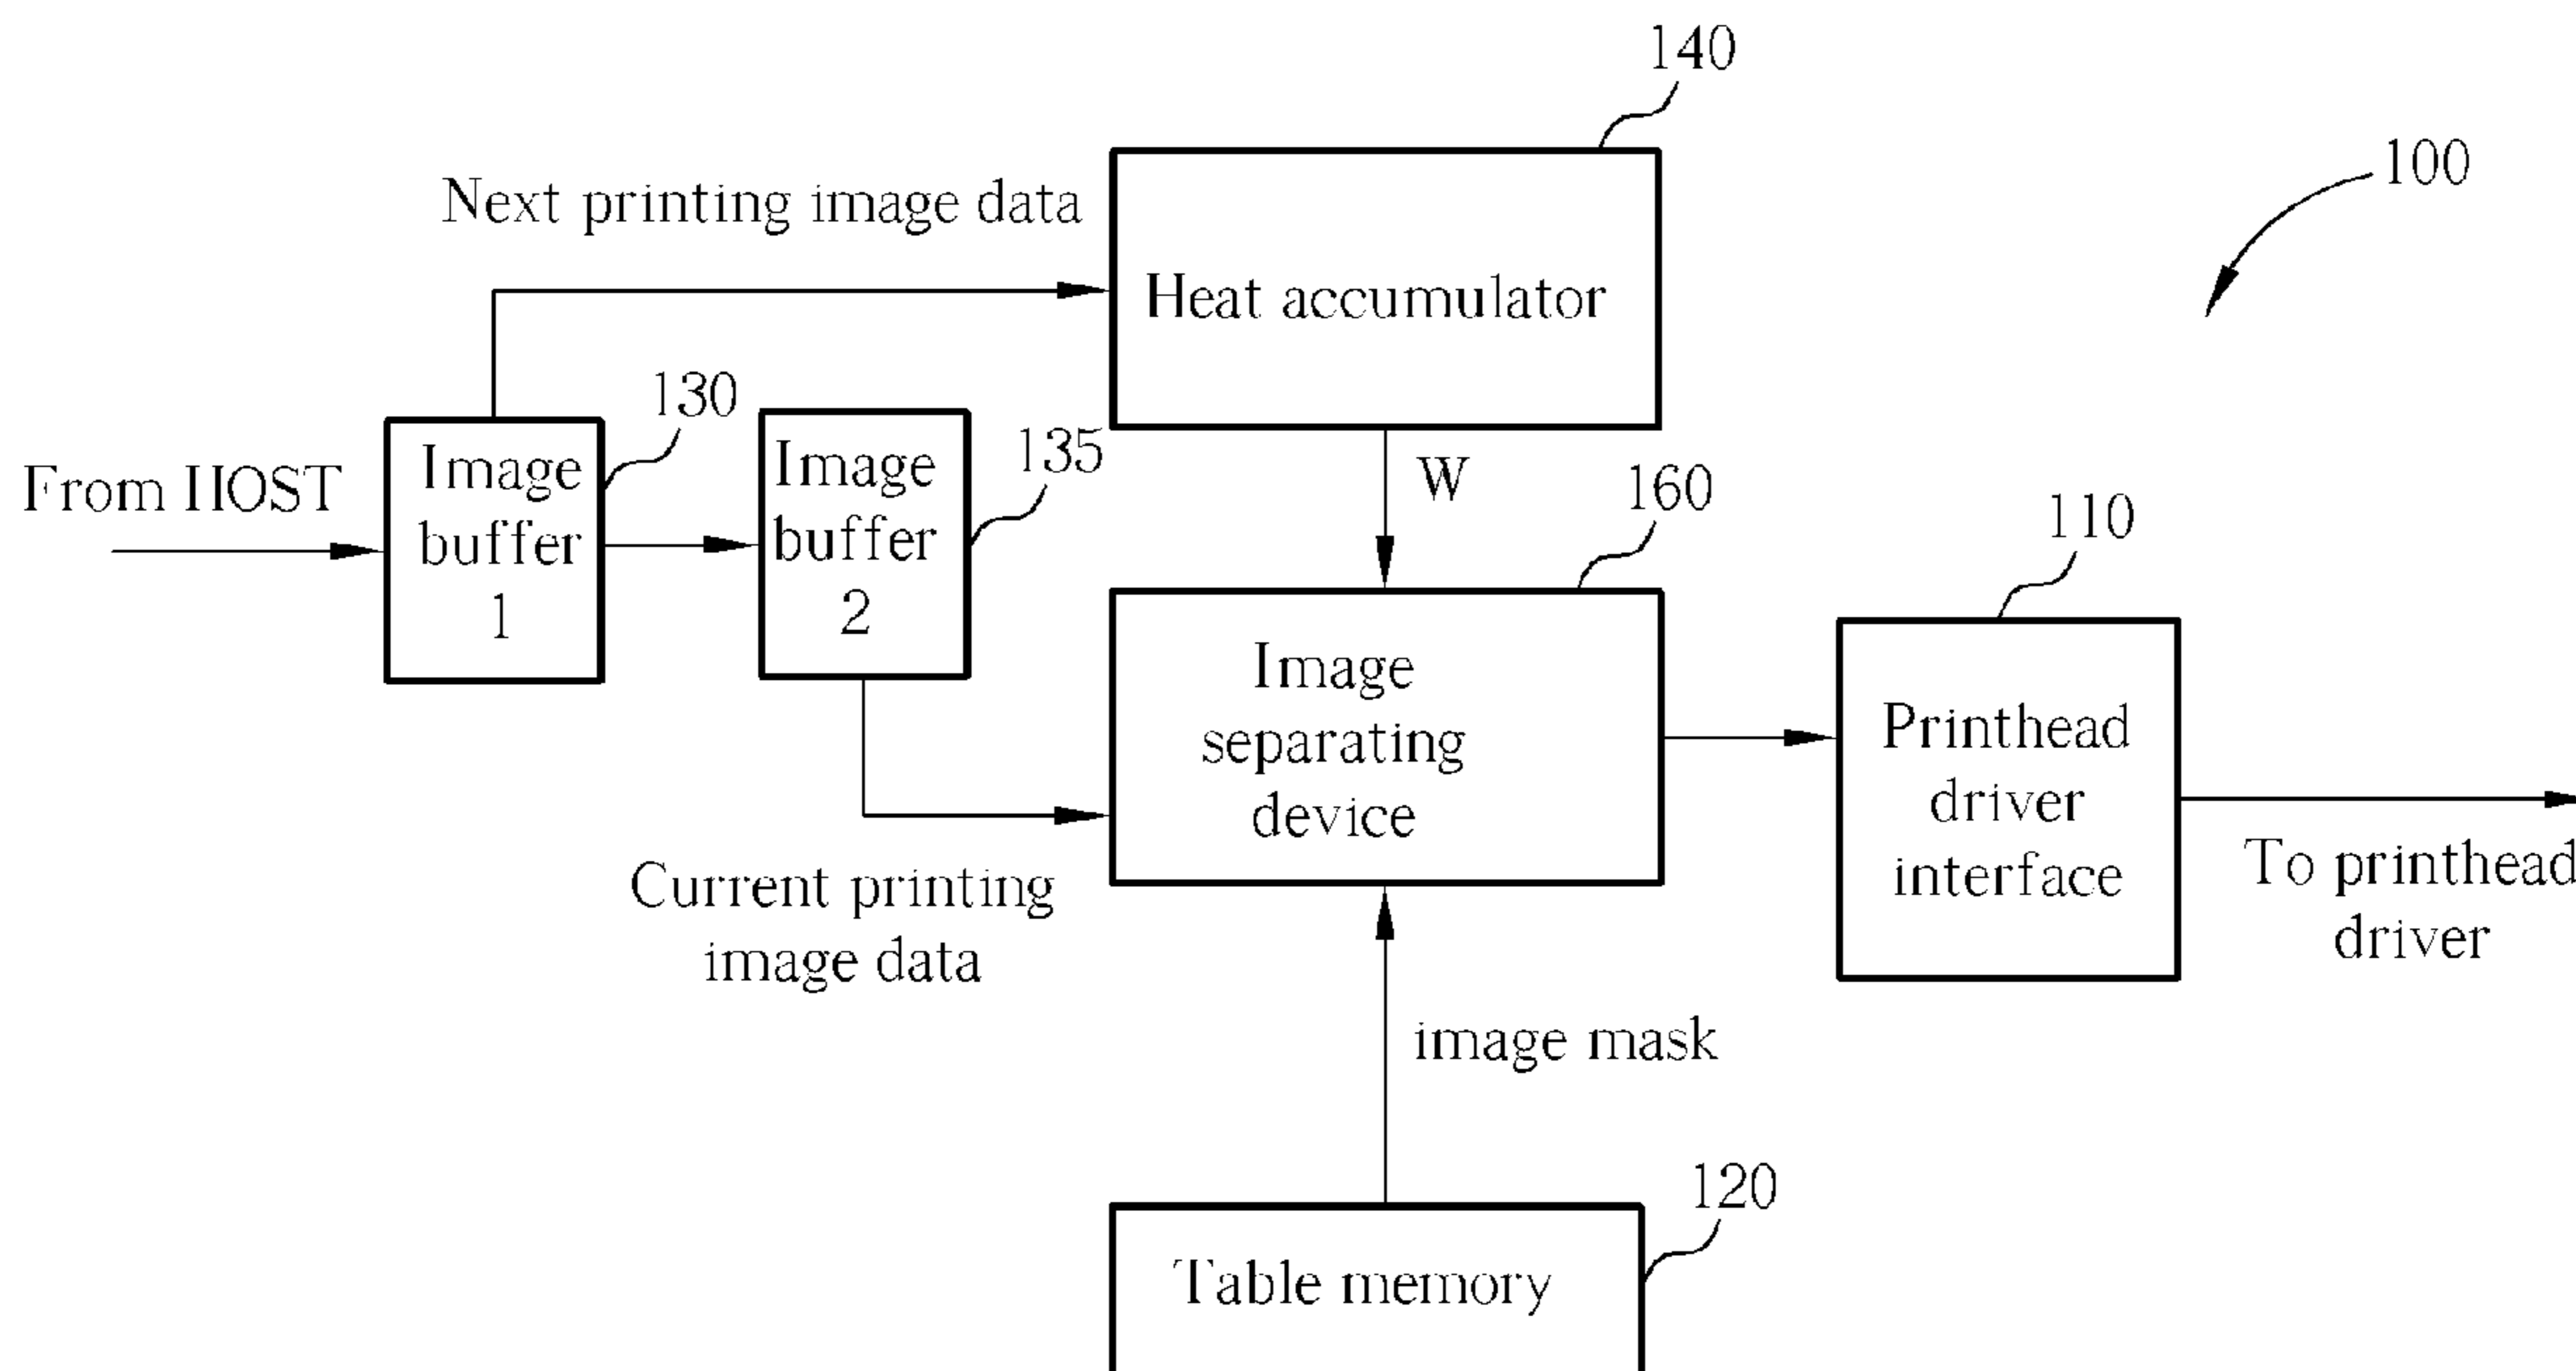 140
100
Next printing image data
Heat accumulator
130
135
From HOST
Image
buffer
1
Image
buffer
2
W
160
110
Image
separating
device
Printhead
driver
interface
Current printing
image data
To printhead
driver
image mask
120
Table memory